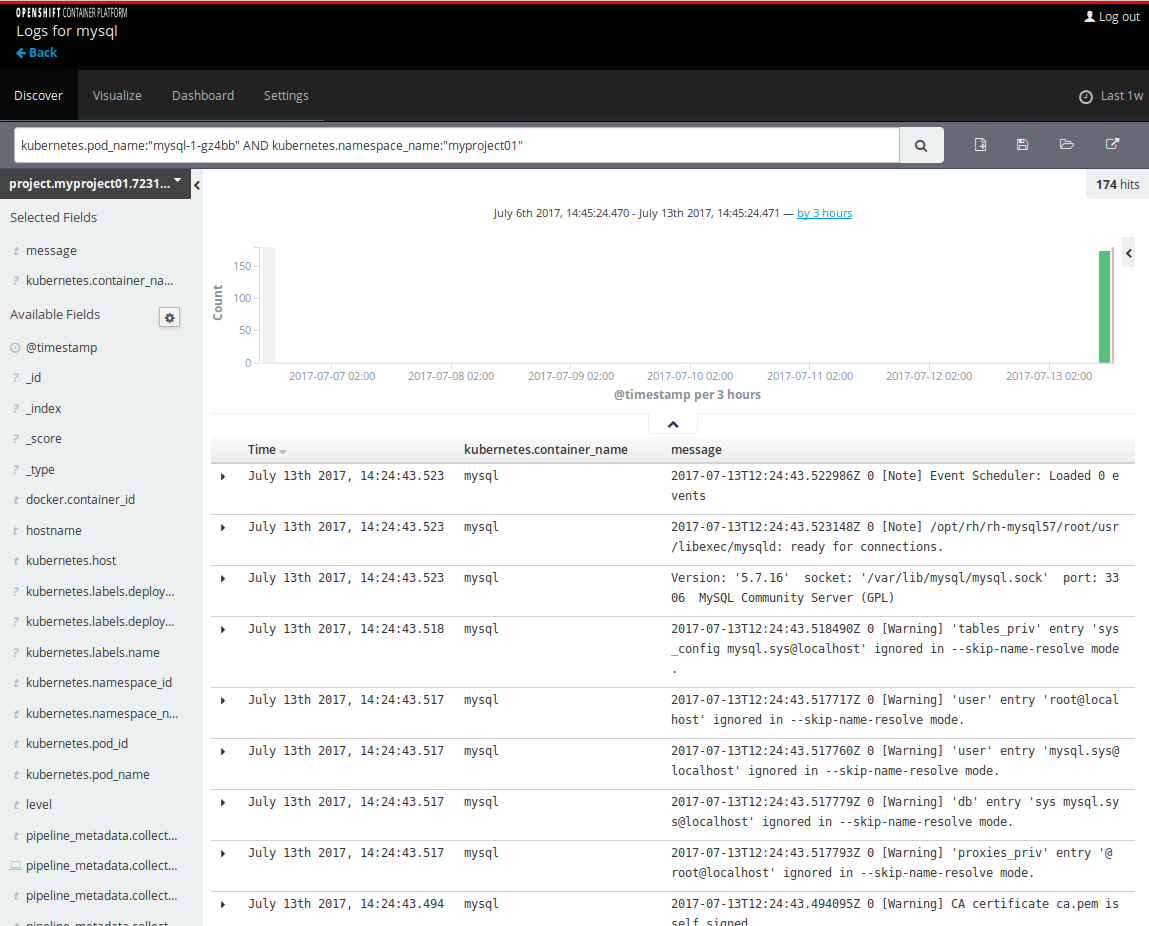 OPENSHIFT CONTAINER PLATFORM
Logs for mysql
Back
Log out
Discover
Visualize
Dashboard
Settings
Last 1w
kubernetes.pod_name:"mysql-1-gz4bb" AND kubernetes.namespace_name:"myproject01"
project.myproject01.7231...
Selected Fields
t message
? kubernetes.container_na...
Available Fields
@timestamp
? _id
? _index
? _score
? _type
t docker.container_id
t hostname
t kubernetes.host
? kubernetes.labels.deploy...
? kubernetes.labels.deploy...
? kubernetes.labels.name
t kubernetes.namespace_id
t kubernetes.namespace_n...
t kubernetes.pod_id
t kubernetes.pod_name
t level
t pipeline_metadata.collect...
pipeline_metadata.collect...
t pipeline_metadata.collect...
pipeline_metadata.collect...
174 hits
July 6th 2017, 14:45:24.470 - July 13th 2017, 14:45:24.471 — by 3 hours
Count
150
100
50
0
2017-07-07 02:00
2017-07-08 02:00
2017-07-09 02:00
2017-07-10 02:00
2017-07-11 02:00
2017-07-12 02:00
2017-07-13 02:00
@timestamp per 3 hours
Time kubernetes.container_name message
July 13th 2017, 14:24:43.523 mysql 2017-07-13T12:24:43.522986Z 0 [Note] Event Scheduler: Loaded 0 e
vents
July 13th 2017, 14:24:43.523 mysql 2017-07-13T12:24:43.523148Z 0 [Note] /opt/rh/rh-mysql57/root/usr
/libexec/mysqld: ready for connections.
July 13th 2017, 14:24:43.523 mysql Version: '5.7.16'  socket: '/var/lib/mysql/mysql.sock'  port: 33
06  MySQL Community Server (GPL)
July 13th 2017, 14:24:43.518 mysql 2017-07-13T12:24:43.518490Z 0 [Warning] 'tables_priv' entry 'sys
_config mysql.sys@localhost' ignored in --skip-name-resolve mode
.
July 13th 2017, 14:24:43.517 mysql 2017-07-13T12:24:43.517717Z 0 [Warning] 'user' entry 'root@local
host' ignored in --skip-name-resolve mode.
July 13th 2017, 14:24:43.517 mysql 2017-07-13T12:24:43.517760Z 0 [Warning] 'user' entry 'mysql.sys@
localhost' ignored in --skip-name-resolve mode.
July 13th 2017, 14:24:43.517 mysql 2017-07-13T12:24:43.517779Z 0 [Warning] 'db' entry 'sys mysql.sy
s@localhost' ignored in --skip-name-resolve mode.
July 13th 2017, 14:24:43.517 mysql 2017-07-13T12:24:43.517793Z 0 [Warning] 'proxies_priv' entry '@
root@localhost' ignored in --skip-name-resolve mode.
July 13th 2017, 14:24:43.494 mysql 2017-07-13T12:24:43.494095Z 0 [Warning] CA certificate ca.pem is
self signed